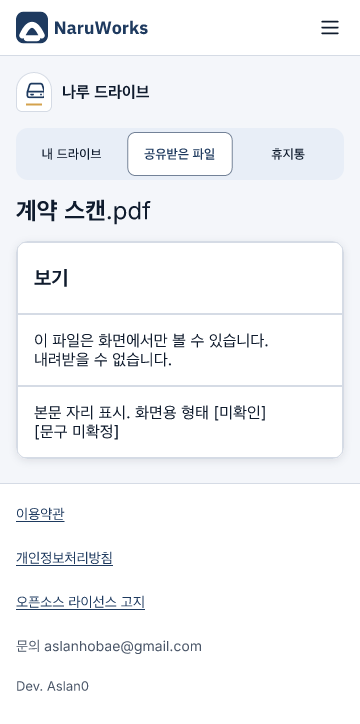 NaruWorks
나루 드라이브
내 드라이브
공유받은 파일
휴지통
계약 스캔.pdf
보기
이 파일은 화면에서만 볼 수 있습니다.
내려받을 수 없습니다.
본문 자리 표시. 화면용 형태 [미확인]
[문구 미확정]
이용약관
개인정보처리방침
오픈소스 라이선스 고지
문의 aslanhobae@gmail.com
Dev. Aslan0